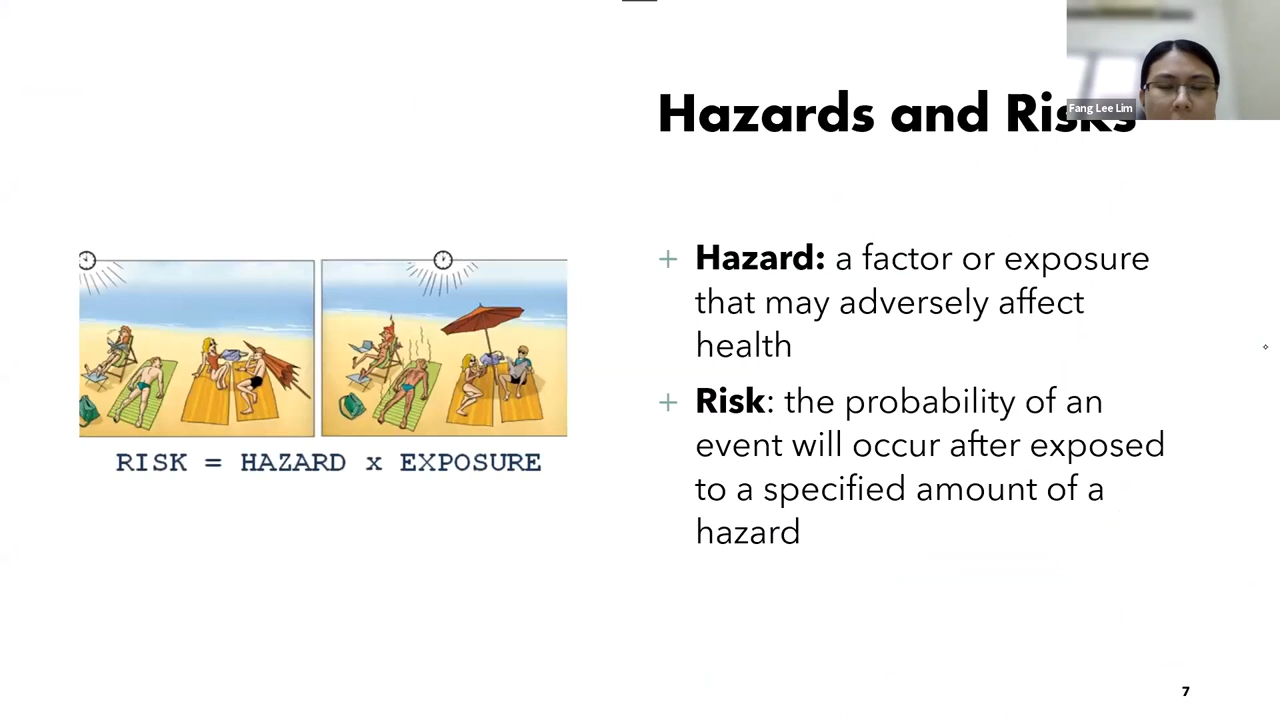 Fang Lee Lim
Hazards and Risks
+ Hazard: a factor or exposure
that may adversely affect
health
+ Risk: the probability of an
event will occur after exposed
to a specified amount of a
hazard
RISK = HAZARD x EXPOSURE
7